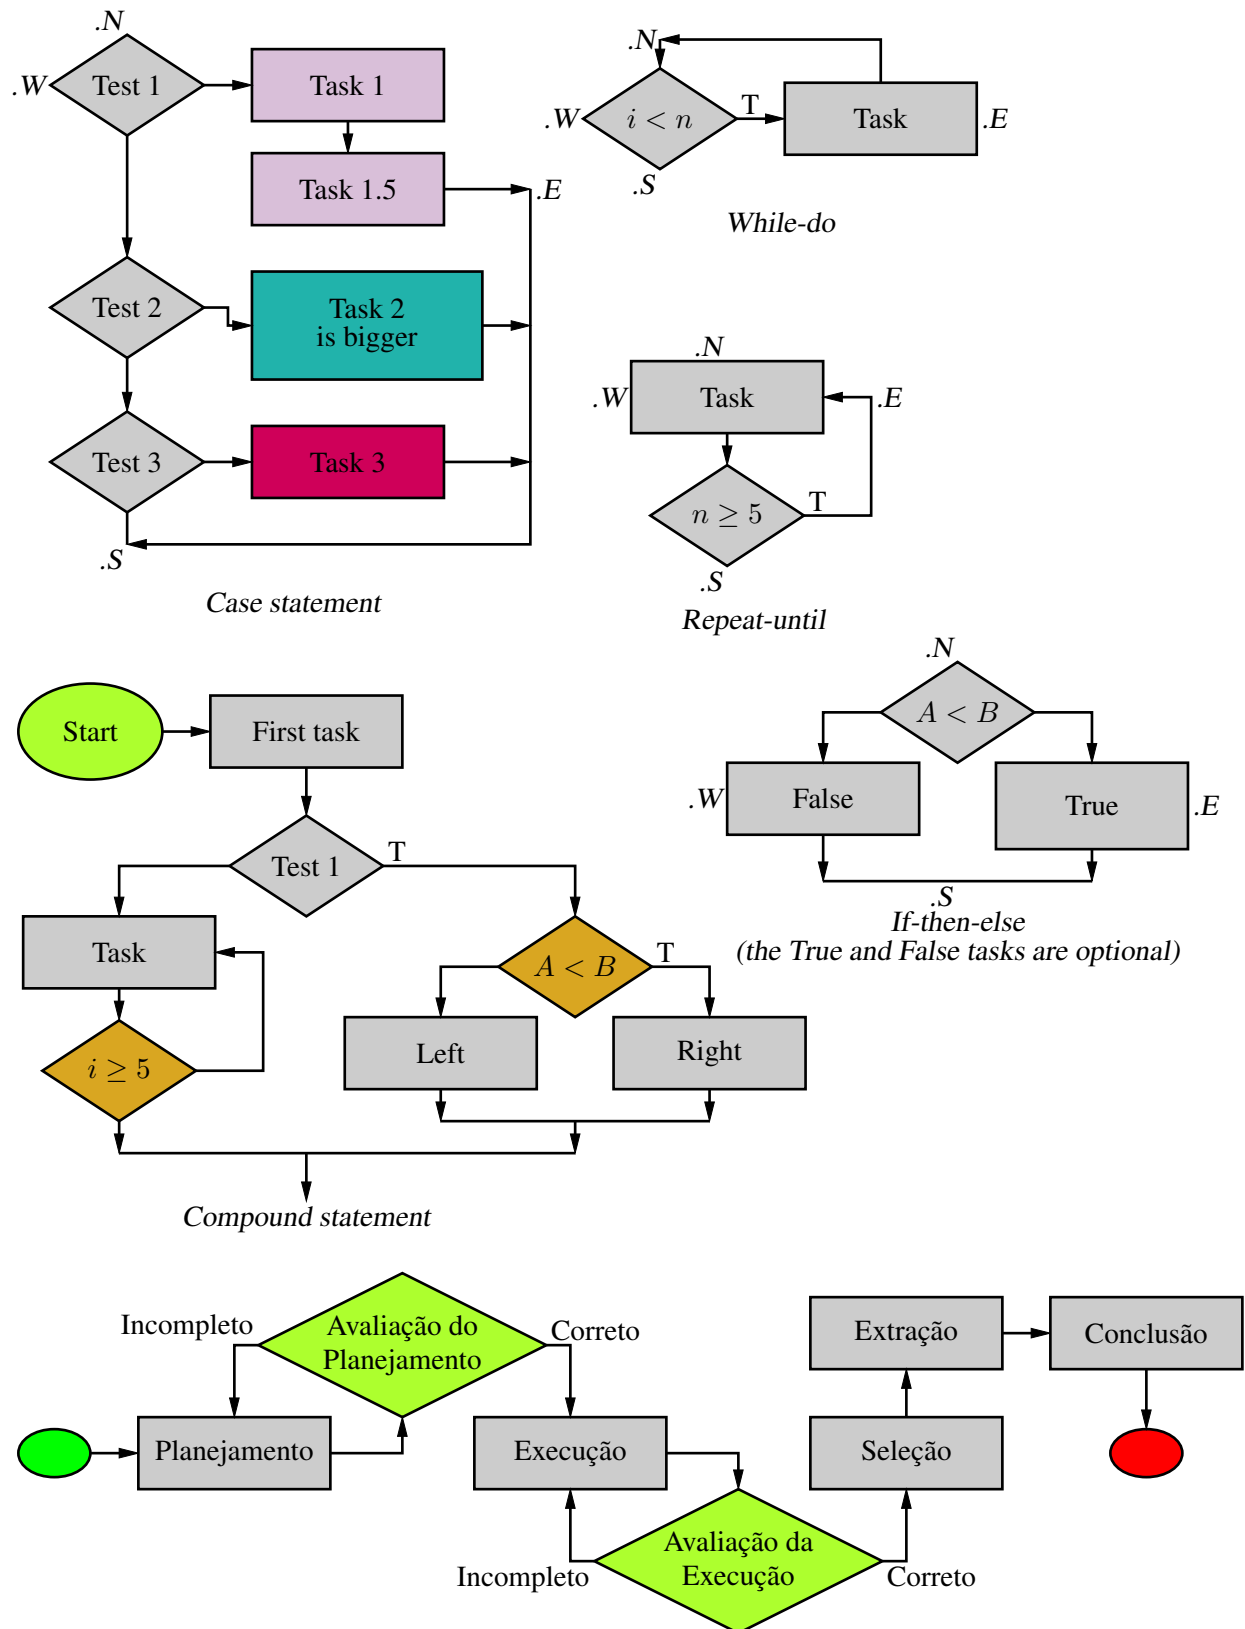 .N
.W
Test 1
Task 1
Task 1.5
.E
Test 2
Task 2
is bigger
Test 3
Task 3
.S
Case statement
.N
.W
i < n
T
Task
.E
.S
While-do
.N
.W
Task
.E
n ≥ 5
T
.S
Repeat-until
.N
A < B
.W
False
True
.E
.S
If-then-else
(the True and False tasks are optional)
Start
First task
Test 1
T
Task
i ≥ 5
A < B
T
Left
Right
Compound statement
Incompleto
Avaliação do
Planejamento
Correto
Planejamento
Execução
Incompleto
Avaliação da
Execução
Correto
Seleção
Extração
Conclusão